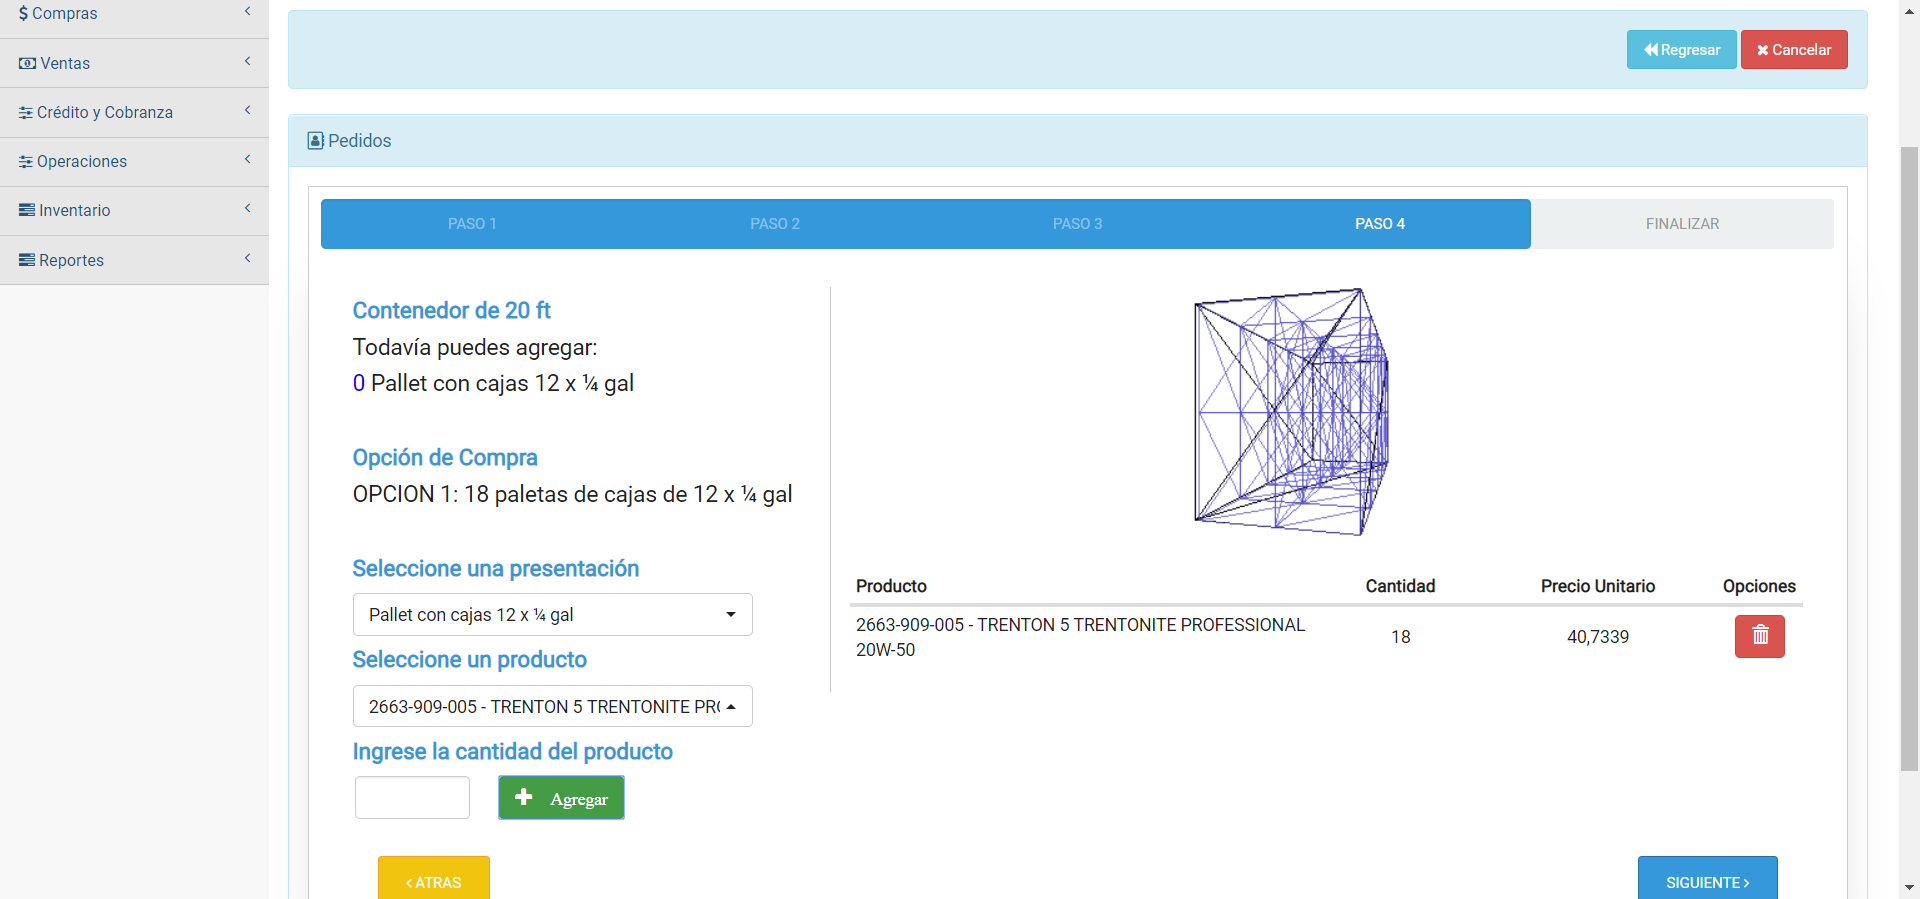 Compras
Ventas
Crédito y Cobranza
Operaciones
Inventario
Reportes
Regresar
Cancelar
Pedidos
PASO 1
PASO 2
PASO 3
PASO 4
FINALIZAR
Contenedor de 20 ft
Todavía puedes agregar:
0 Pallet con cajas 12 x ¼ gal
Opción de Compra
OPCION 1: 18 paletas de cajas de 12 x ¼ gal
Seleccione una presentación
Pallet con cajas 12 x ¼ gal
Seleccione un producto
2663-909-005 - TRENTON 5 TRENTONITE PRO
Ingrese la cantidad del producto
Agregar
Producto Cantidad Precio Unitario Opciones
2663-909-005 - TRENTON 5 TRENTONITE PROFESSIONAL
20W-50
18
40,7339
ATRAS
SIGUIENTE